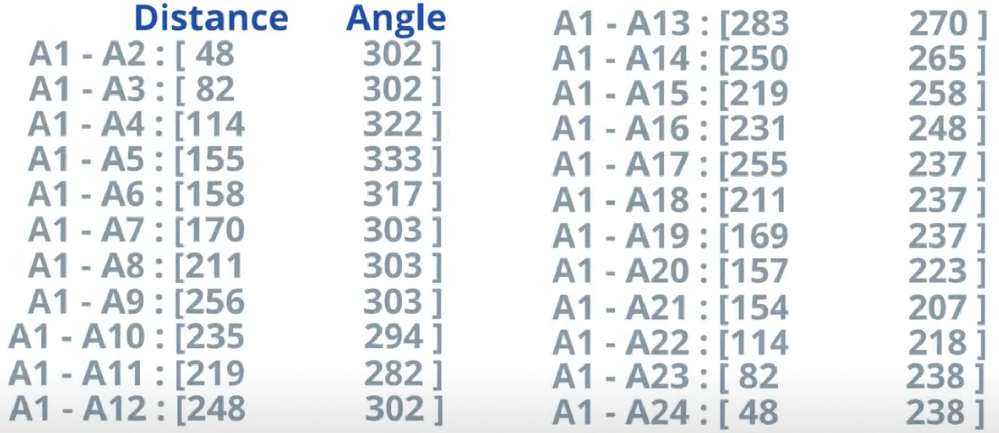 Distance Angle
A1 - A2 : [ 48 302 ]
A1 - A3 : [ 82 302 ]
A1 - A4 : [114 322 ]
A1 - A5 : [155 333 ]
A1 - A6 : [158 317 ]
A1 - A7 : [170 303 ]
A1 - A8 : [211 303 ]
A1 - A9 : [256 303 ]
A1 - A10 : [235 294 ]
A1 - A11 : [219 282 ]
A1 - A12 : [248 302 ]
A1 - A13 : [283 270 ]
A1 - A14 : [250 265 ]
A1 - A15 : [219 258 ]
A1 - A16 : [231 248 ]
A1 - A17 : [255 237 ]
A1 - A18 : [211 237 ]
A1 - A19 : [169 237 ]
A1 - A20 : [157 223 ]
A1 - A21 : [154 207 ]
A1 - A22 : [114 218 ]
A1 - A23 : [ 82 238 ]
A1 - A24 : [ 48 238 ]